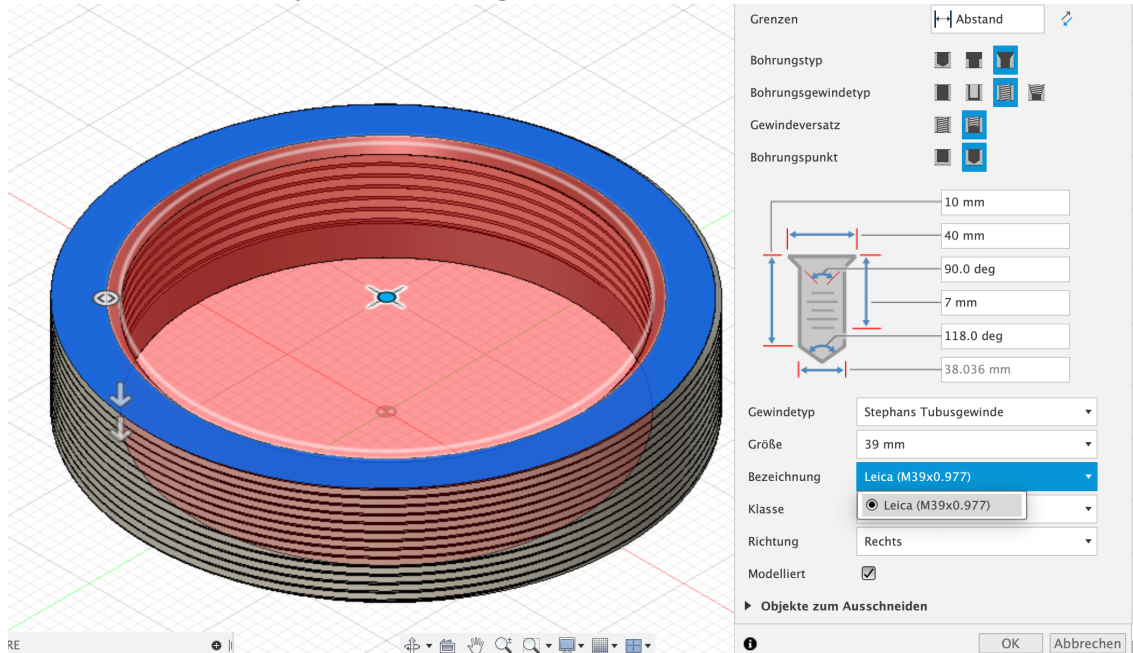 Grenzen Abstand
Bohrungstyp
Bohrungsgewindetyp
Gewindeversatz
Bohrungspunkt
10 mm
40 mm
90.0 deg
7 mm
118.0 deg
38.036 mm
Gewindetyp Stephans Tubusgewinde
Größe 39 mm
Bezeichnung Leica (M39x0.977)
Leica (M39x0.977)
Klasse
Richtung Rechts
Modelliert
Objekte zum Ausschneiden
RE
OK Abbrechen